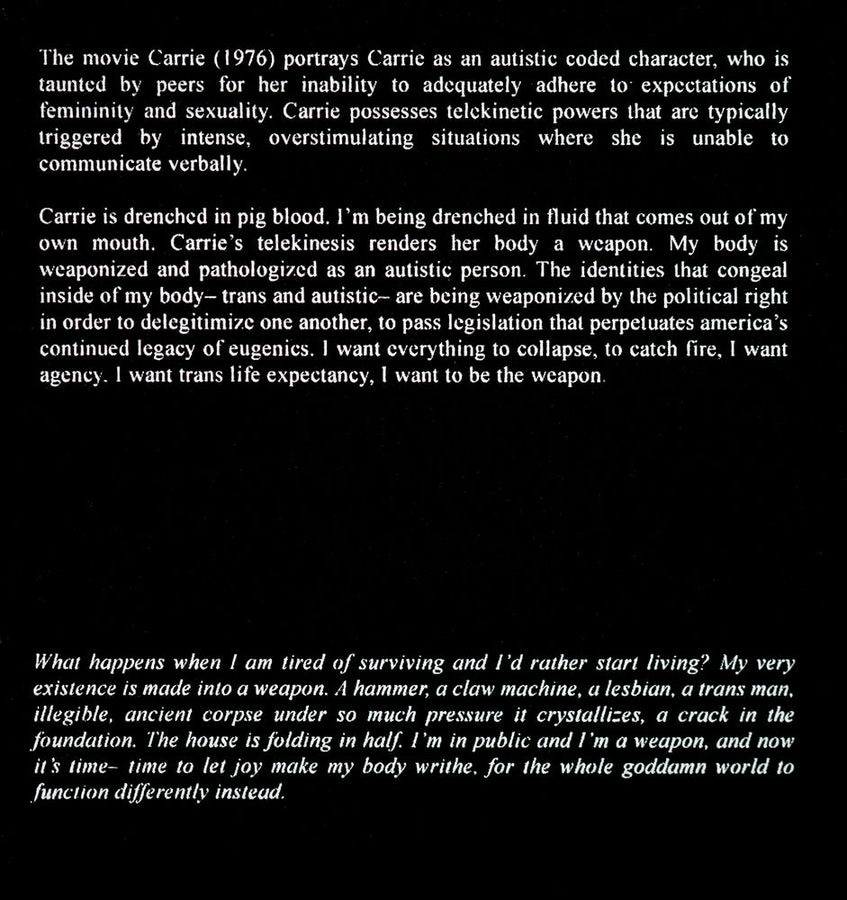 The movie Carrie (1976) portrays Carrie as an autistic coded character, who is
taunted by peers for her inability to adequately adhere to expectations of
femininity and sexuality. Carrie possesses telekinetic powers that are typically
triggered by intense, overstimulating situations where she is unable to
communicate verbally.
Carrie is drenched in pig blood. I'm being drenched in fluid that comes out of my
own mouth. Carrie's telekinesis renders her body a weapon. My body is
weaponized and pathologized as an autistic person. The identities that congeal
inside of my body– trans and autistic– are being weaponized by the political right
in order to delegitimize one another, to pass legislation that perpetuates america's
continued legacy of eugenics. I want everything to collapse, to catch fire, I want
agency. I want trans life expectancy, I want to be the weapon.
What happens when I am tired of surviving and I'd rather start living? My very
existence is made into a weapon. A hammer, a claw machine, a lesbian, a trans man,
illegible, ancient corpse under so much pressure it crystallizes, a crack in the
foundation. The house is folding in half. I'm in public and I'm a weapon, and now
it's time– time to let joy make my body writhe, for the whole goddamn world to
function differently instead.